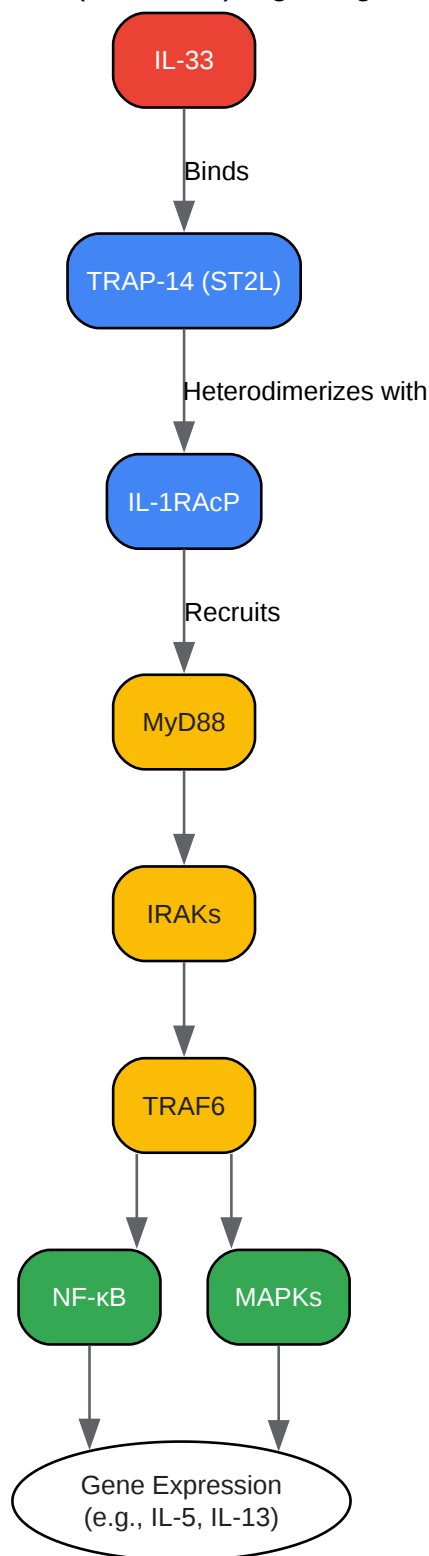 IL-33
Binds
TRAP-14 (ST2L)
Heterodimerizes with
IL-1RAcP
Recruits
MyD88
IRAKs
TRAF6
NF-κB MAPKs
Gene Expression
(e.g., IL-5, IL-13)